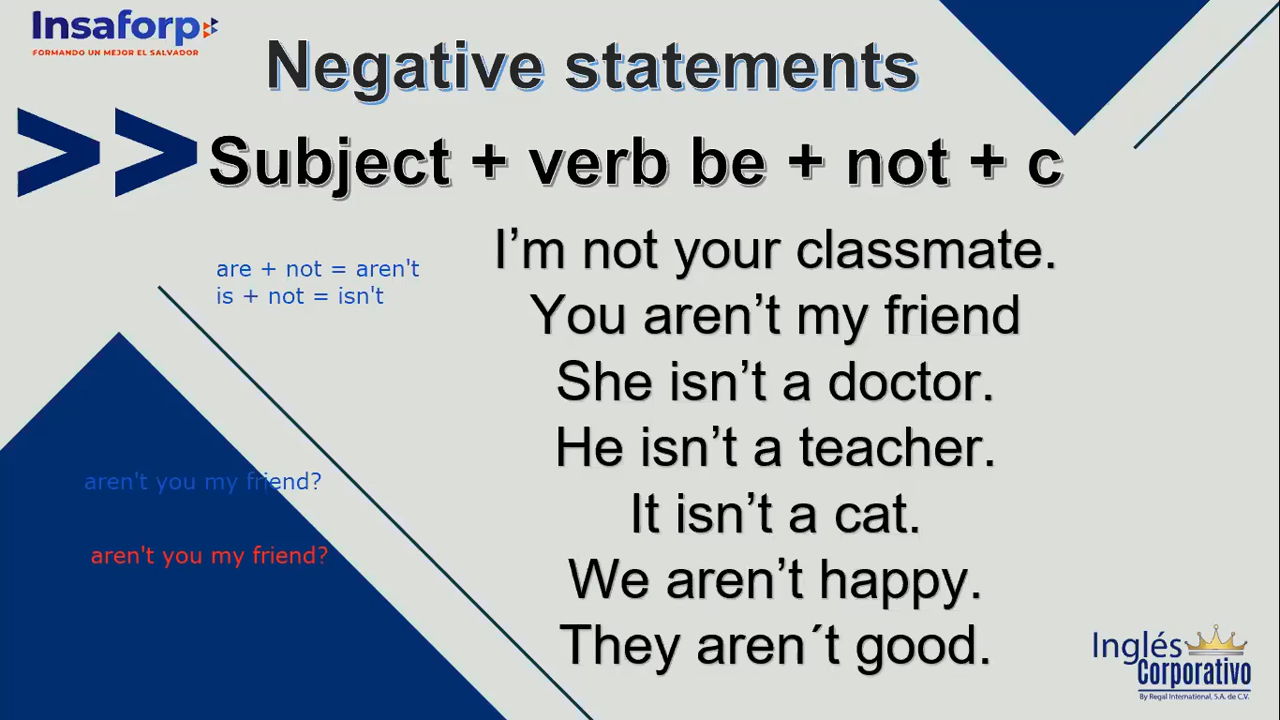 Insaforp
FORMANDO UN MEJOR EL SALVADOR
Negative statements
>> Subject + verb be + not + c
are + not = aren't
is + not = isn't
I’m not your classmate.
You aren’t my friend
She isn’t a doctor.
He isn’t a teacher.
It isn’t a cat.
We aren’t happy.
They aren´t good.
aren't you my friend?
aren't you my friend?
Inglés
Corporativo
By Regal International, S.A. de C.V.